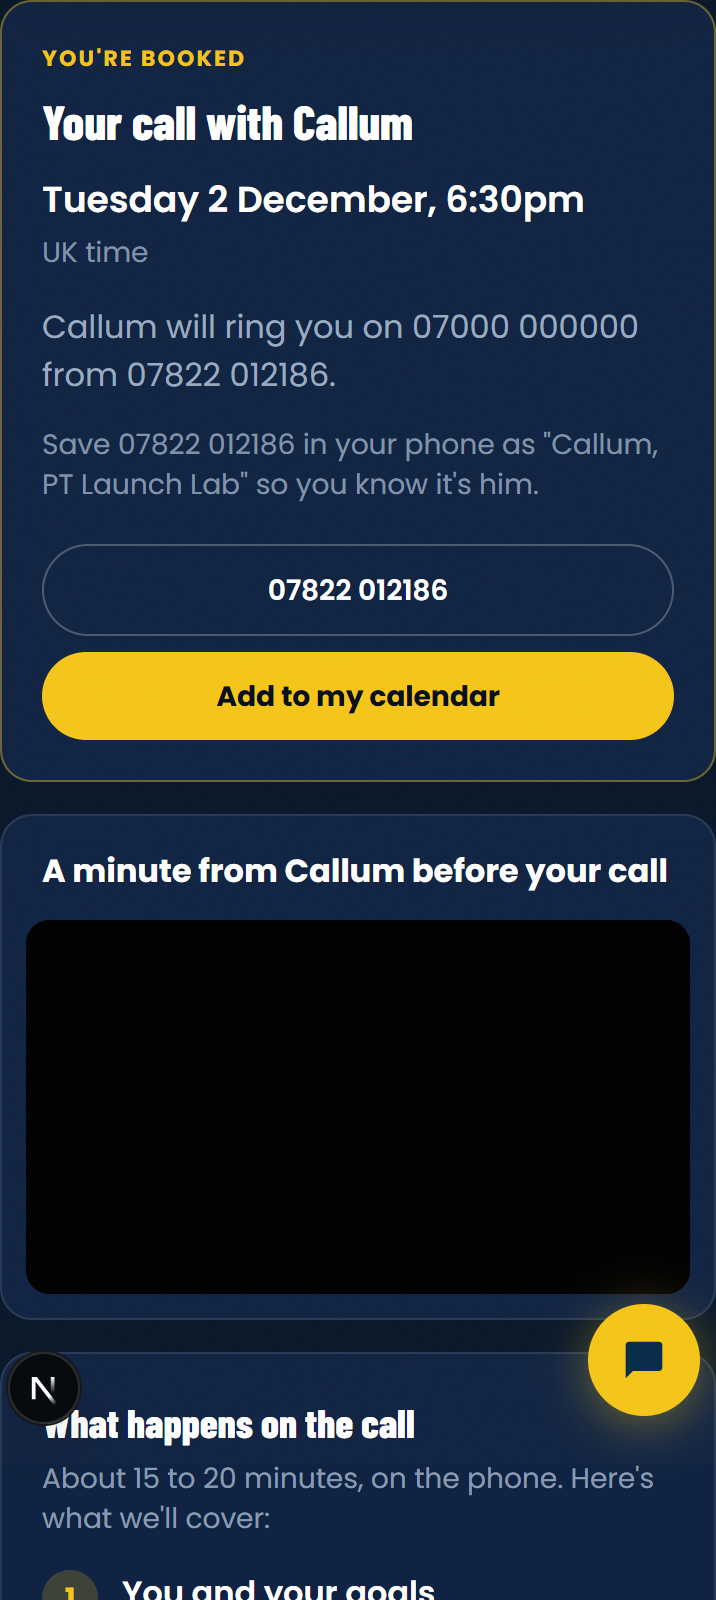 YOU'RE BOOKED
Your call with Callum
Tuesday 2 December, 6:30pm
UK time
Callum will ring you on 07000 000000
from 07822 012186.
Save 07822 012186 in your phone as "Callum,
PT Launch Lab" so you know it's him.
07822 012186
Add to my calendar
A minute from Callum before your call
N
What happens on the call
About 15 to 20 minutes, on the phone. Here's
what we'll cover:
1 You and your goals